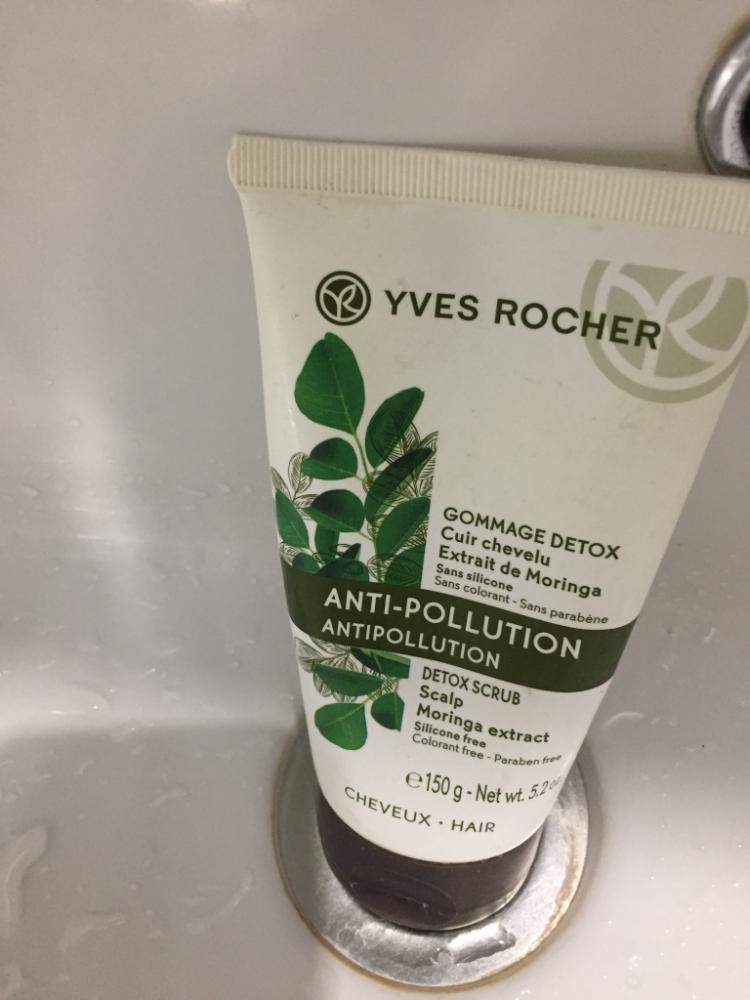 YVES ROCHER
GOMMAGE DETOX
Cuir chevelu
Extrait de Moringa
Sans silicone
Sans colorant - Sans parabène
ANTI-POLLUTION
ANTIPOLLUTION
DETOX SCRUB
Scalp
Moringa extract
Silicone free
Colorant free - Paraben free
℮150 g - Net wt. 5.2
CHEVEUX • HAIR